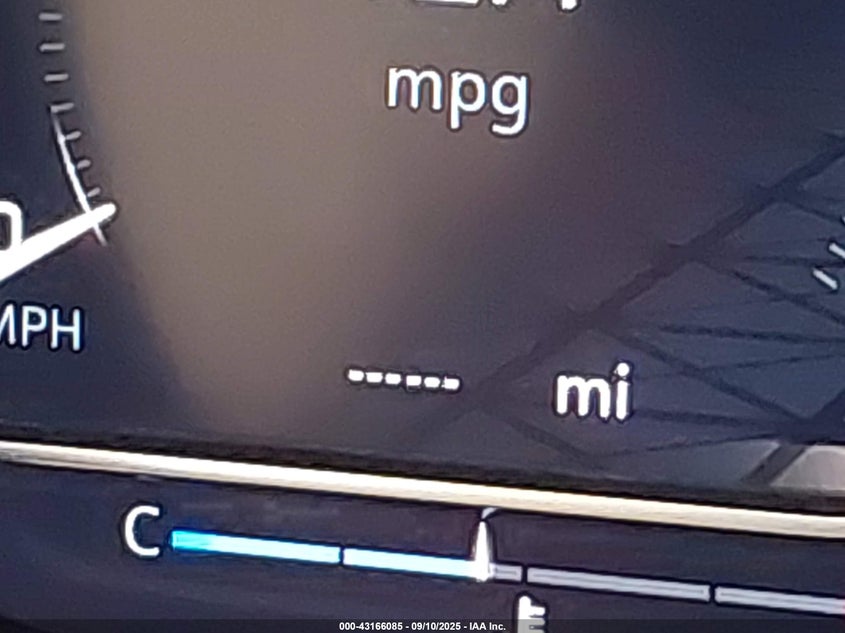 mpg
MPH
------ mi
C
000-43166085 - 09/10/2025 - IAA Inc.